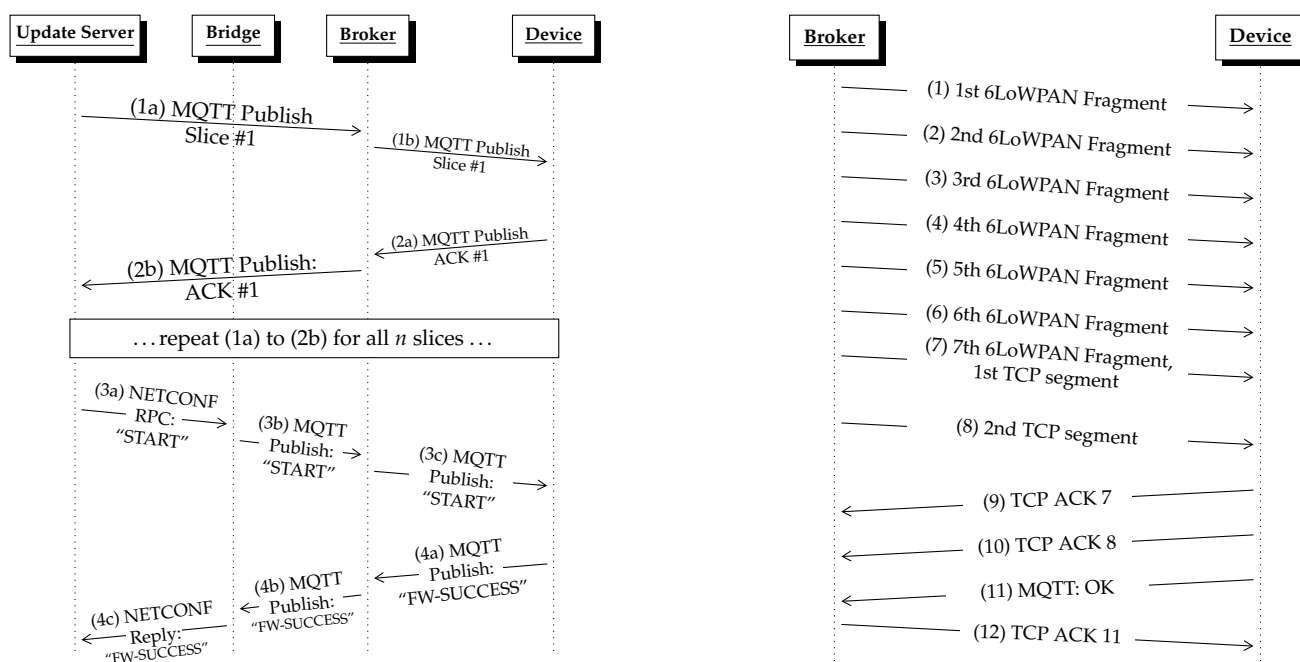 Update Server
Bridge
Broker
Device
(1a) MQTT Publish
Slice #1
(1b) MQTT Publish
Slice #1
(2a) MQTT Publish
ACK #1
(2b) MQTT Publish:
ACK #1
...repeat (1a) to (2b) for all n slices ...
(3a) NETCONF
RPC:
“START”
(3b) MQTT
Publish:
“START”
(3c) MQTT
Publish:
“START”
(4a) MQTT
Publish:
“FW-SUCCESS”
(4b) MQTT
Publish:
“FW-SUCCESS”
(4c) NETCONF
Reply:
“FW-SUCCESS”
Broker
Device
(1) 1st 6LoWPAN Fragment
(2) 2nd 6LoWPAN Fragment
(3) 3rd 6LoWPAN Fragment
(4) 4th 6LoWPAN Fragment
(5) 5th 6LoWPAN Fragment
(6) 6th 6LoWPAN Fragment
(7) 7th 6LoWPAN Fragment,
1st TCP segment
(8) 2nd TCP segment
(9) TCP ACK 7
(10) TCP ACK 8
(11) MQTT: OK
(12) TCP ACK 11